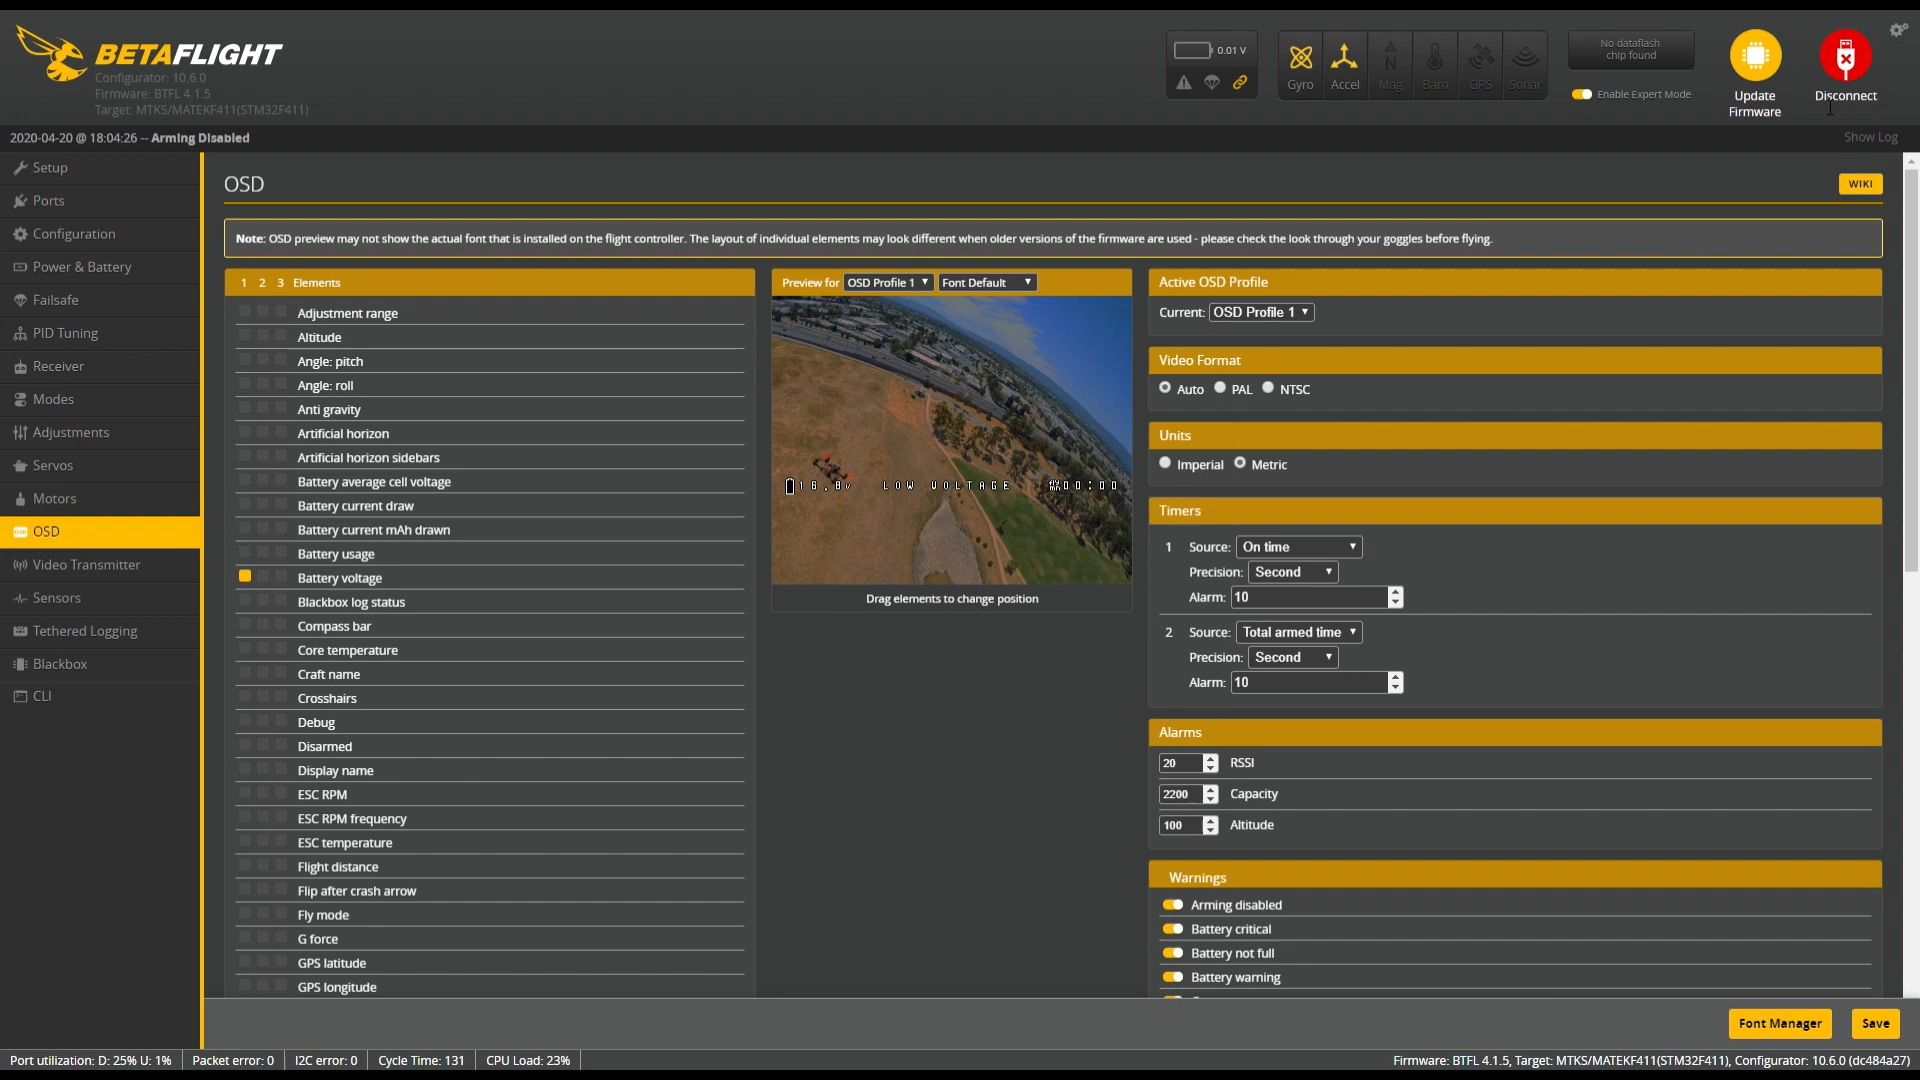 BETAFLIGHT
Configurator: 10.6.0
Firmware: BTFL 4.1.5
Target: MTKS/MATEKF411(STM32F411)
0.01 V
Gyro
Accel
Mag
Baro
GPS
Sonar
No dataflash
chip found
Enable Expert Mode
Update
Firmware
Disconnect
2020-04-20 @ 18:04:26 -- Arming Disabled
Show Log
Setup
Ports
Configuration
Power & Battery
Failsafe
PID Tuning
Receiver
Modes
Adjustments
Servos
Motors
OSD
Video Transmitter
Sensors
Tethered Logging
Blackbox
CLI
OSD
WIKI
Note: OSD preview may not show the actual font that is installed on the flight controller. The layout of individual elements may look different when older versions of the firmware are used - please check the look through your goggles before flying.
1 2 3 Elements
Adjustment range
Altitude
Angle: pitch
Angle: roll
Anti gravity
Artificial horizon
Artificial horizon sidebars
Battery average cell voltage
Battery current draw
Battery current mAh drawn
Battery usage
Battery voltage
Blackbox log status
Compass bar
Core temperature
Craft name
Crosshairs
Debug
Disarmed
Display name
ESC RPM
ESC RPM frequency
ESC temperature
Flight distance
Flip after crash arrow
Fly mode
G force
GPS latitude
GPS longitude
Preview for OSD Profile 1 Font Default
16.8V LOW VOLTAGE 00:00
Drag elements to change position
Active OSD Profile
Current: OSD Profile 1
Video Format
Auto PAL NTSC
Units
Imperial Metric
Timers
1 Source: On time
Precision: Second
Alarm: 10
2 Source: Total armed time
Precision: Second
Alarm: 10
Alarms
20 RSSI
2200 Capacity
100 Altitude
Warnings
Arming disabled
Battery critical
Battery not full
Battery warning
Font Manager
Save
Port utilization: D: 25% U: 1%
Packet error: 0
I2C error: 0
Cycle Time: 131
CPU Load: 23%
Firmware: BTFL 4.1.5, Target: MTKS/MATEKF411(STM32F411), Configurator: 10.6.0 (dc484a27)